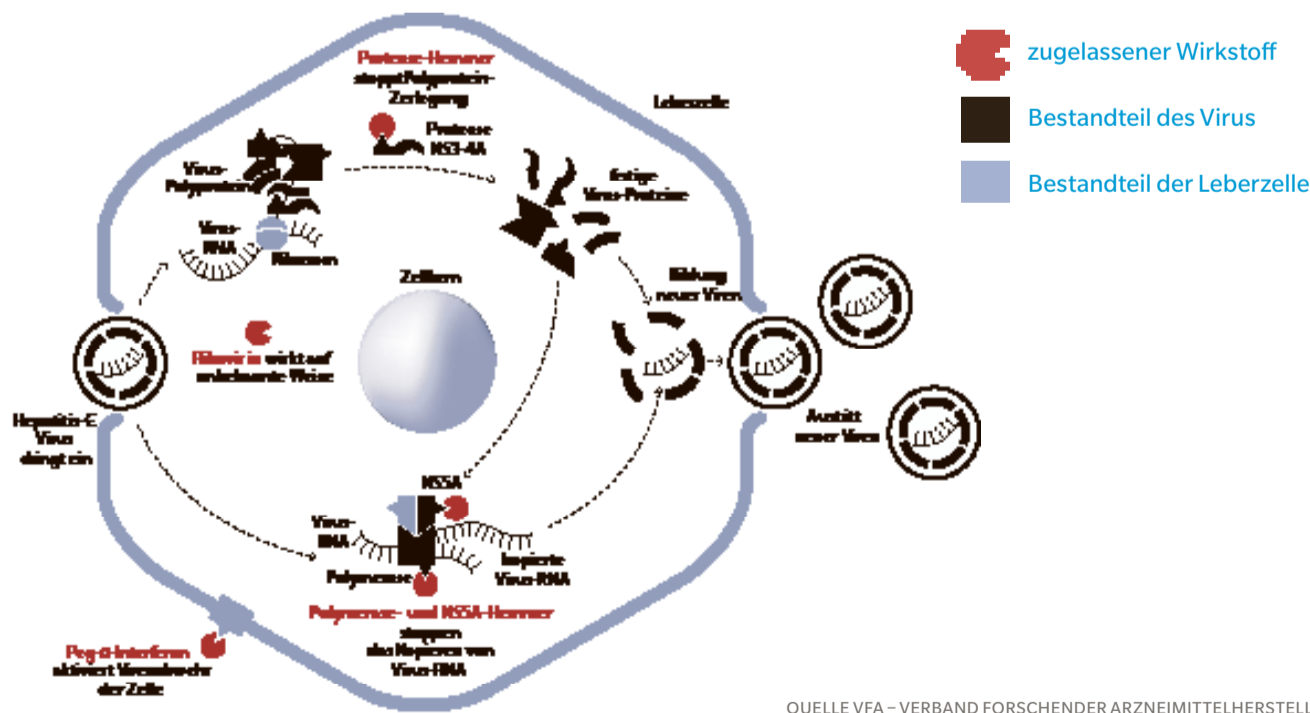 Protease-Hemmer
stoppt Polyprotein-
Zerlegung
Leberzelle
Protease
NS3-4A
Virus-
Polyprotein
fertige
Virus-Proteine
Virus-
RNA
Ribosom
Zellkern
Bildung
neuer Viren
Ribavirin wirkt auf
unbekannte Weise
Hepatitis-C
Virus
dringt ein
Austritt
neuer Viren
NS5A
Virus-
RNA
kopierte
Virus-RNA
Polymerase
Polymerase- und NS5A-Hemmer
stoppen
das Kopieren von
Virus-RNA
Peg-α-Interferon
aktiviert Virenabwehr
der Zelle
zugelassener Wirkstoff
Bestandteil des Virus
Bestandteil der Leberzelle
QUELLE VFA – VERBAND FORSCHENDER ARZNEIMITTELHERSTELL